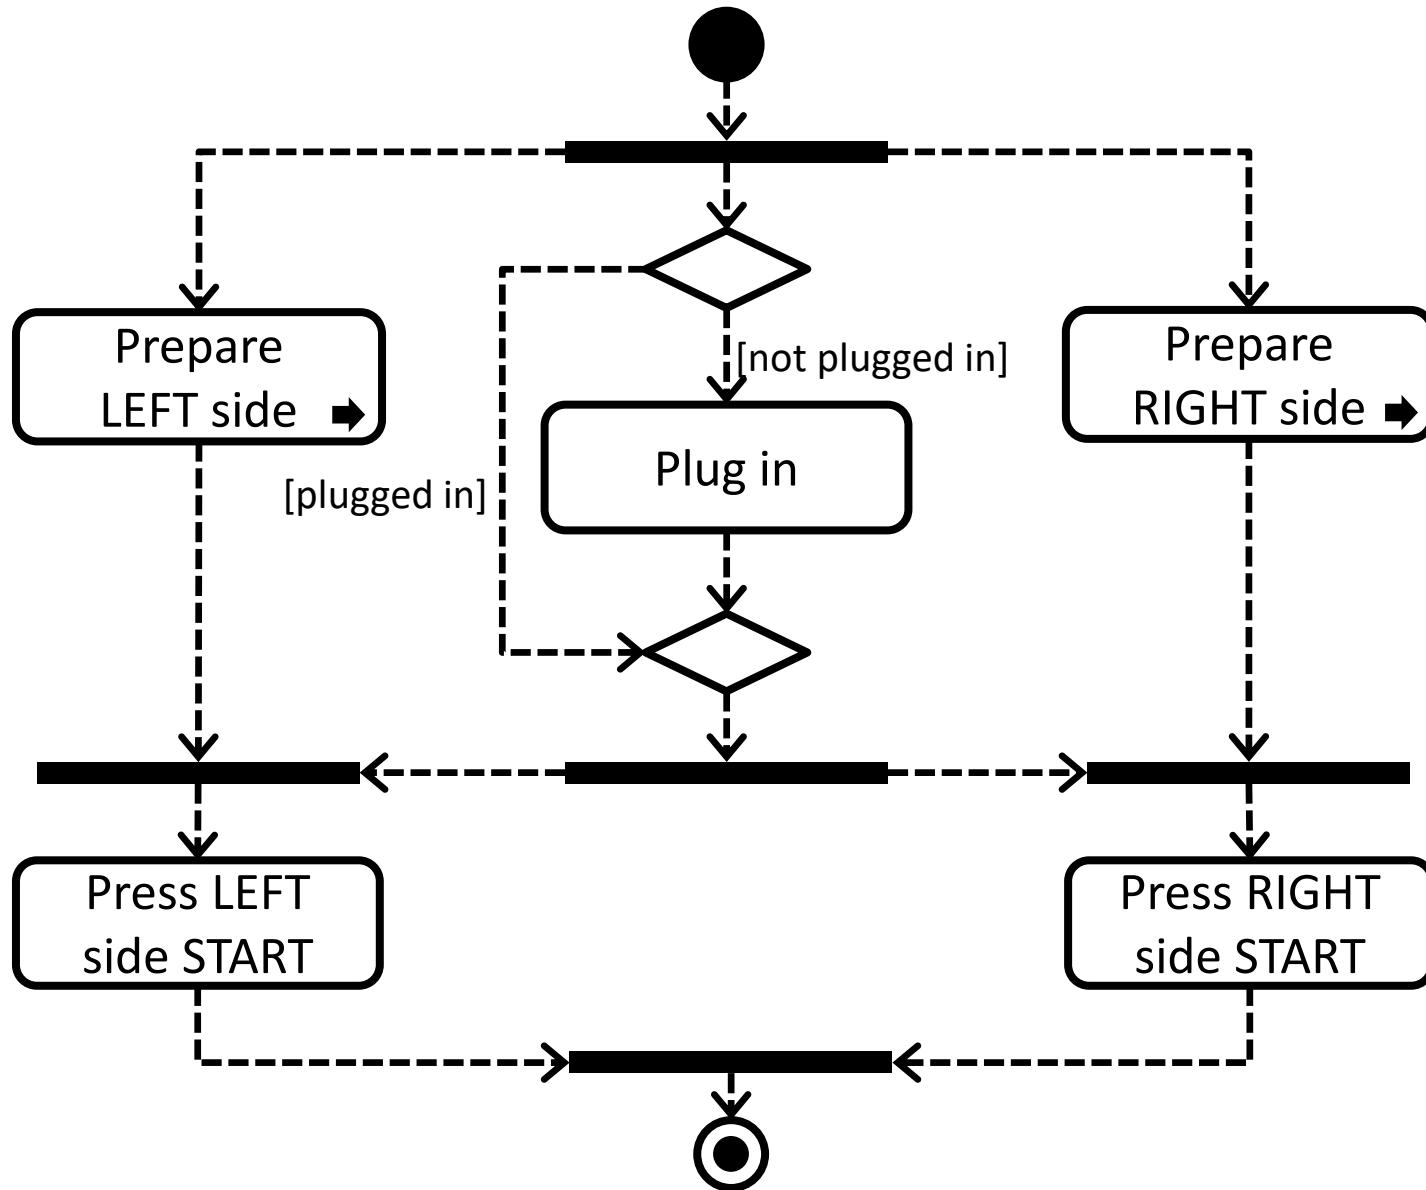 Prepare
LEFT side
[not plugged in]
Prepare
RIGHT side
Plug in
[plugged in]
Press LEFT
side START
Press RIGHT
side START